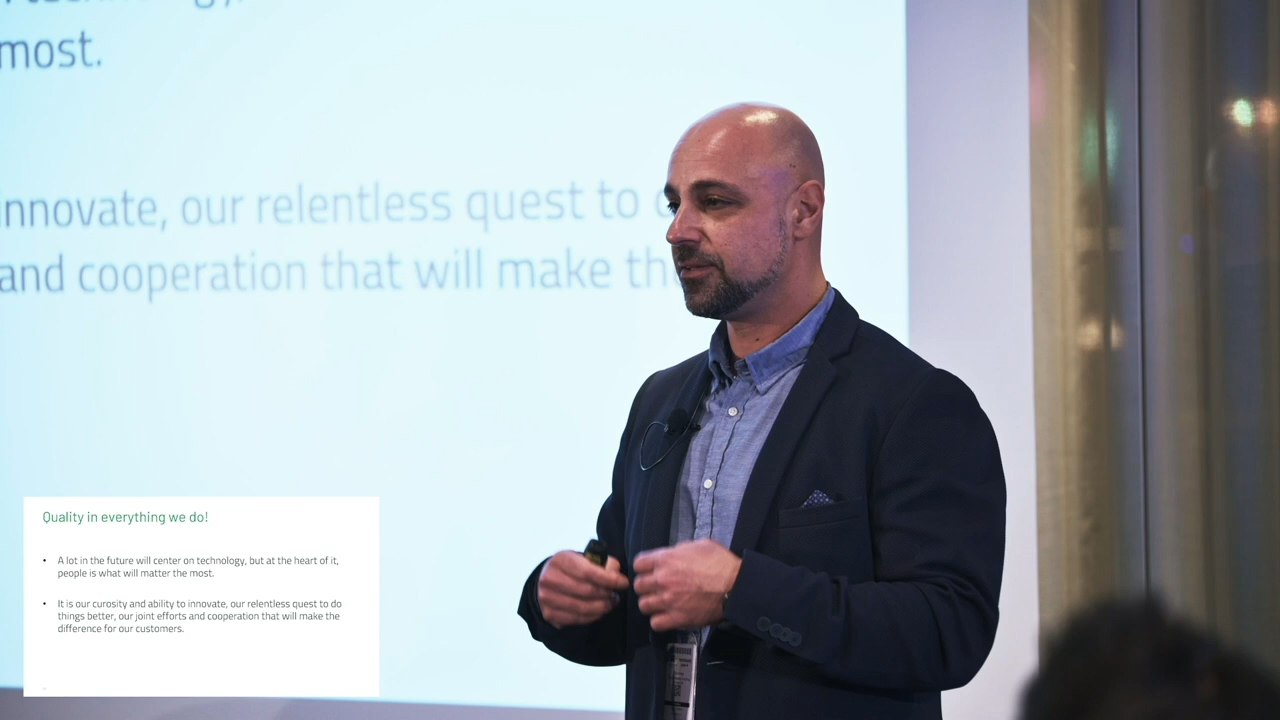 most.
innovate, our relentless quest to
and cooperation that will make
Quality in everything we do!
• A lot in the future will center on technology, but at the heart of it,
people is what will matter the most.
• It is our curosity and ability to innovate, our relentless quest to do
things better, our joint efforts and cooperation that will make the
difference for our customers.